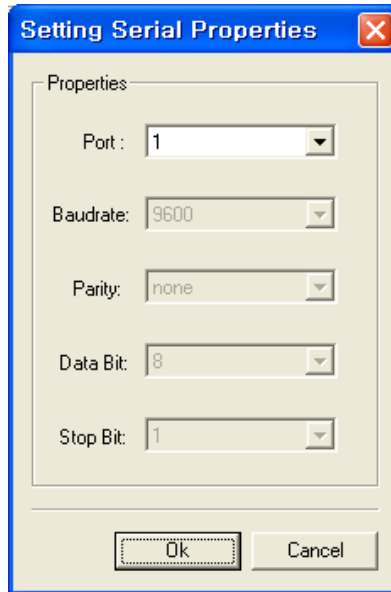 Setting Serial Properties
Properties
Port : 1
Baudrate: 9600
Parity: none
Data Bit: 8
Stop Bit: 1
Ok Cancel